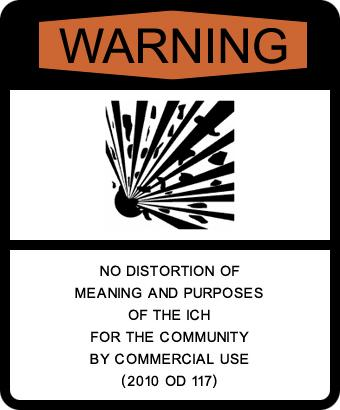 WARNING
NO DISTORTION OF
MEANING AND PURPOSES
OF THE ICH
FOR THE COMMUNITY
BY COMMERCIAL USE
(2010 OD 117)